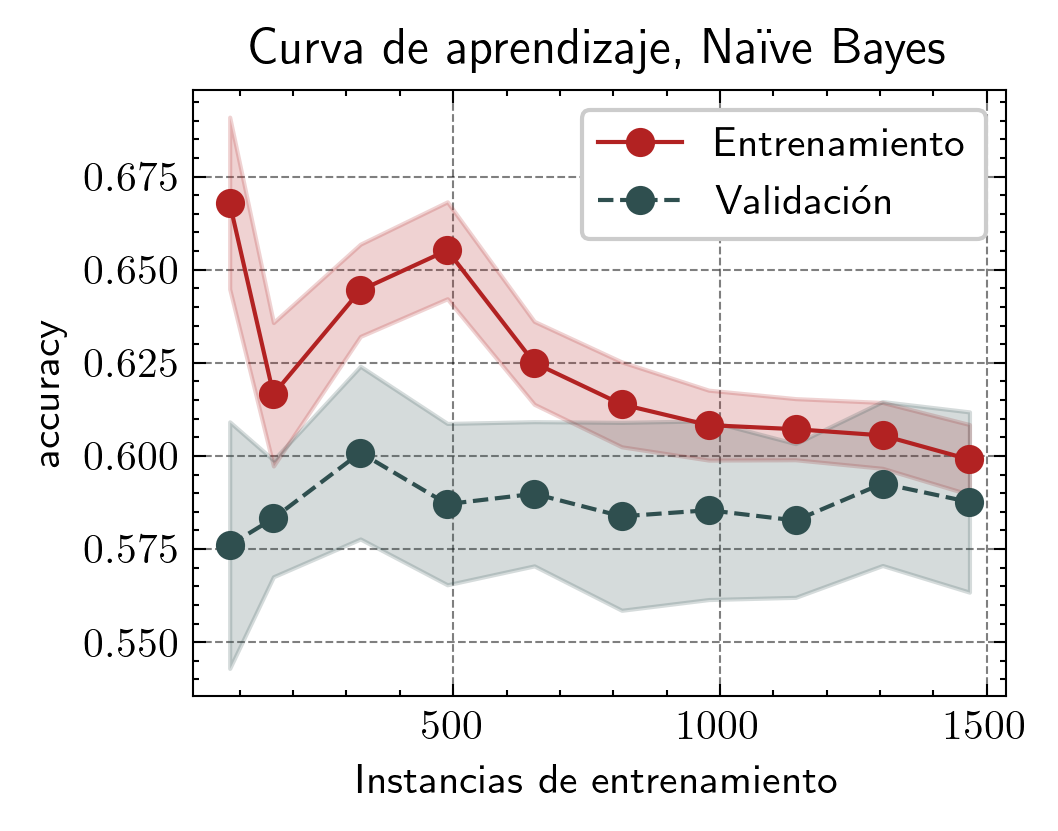 Curva de aprendizaje, Naïve Bayes
Entrenamiento
Validación
accuracy
0.675
0.650
0.625
0.600
0.575
0.550
500 1000 1500
Instancias de entrenamiento